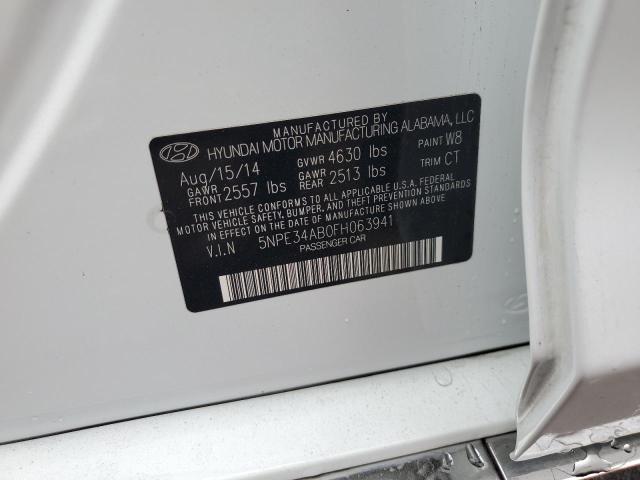 MANUFACTURED BY
HYUNDAI MOTOR MANUFACTURING ALABAMA, LLC
Aug/15/14 GVWR 4630 lbs PAINT W8
GAWR FRONT 2557 lbs GAWR REAR 2513 lbs TRIM CT
THIS VEHICLE CONFORMS TO ALL APPLICABLE U.S.A. FEDERAL
MOTOR VEHICLE SAFETY, BUMPER, AND THEFT PREVENTION
STANDARDS IN EFFECT ON THE DATE OF MANUFACTURE SHOWN ABOVE.
V.I.N 5NPE34AB0FH063941
PASSENGER CAR